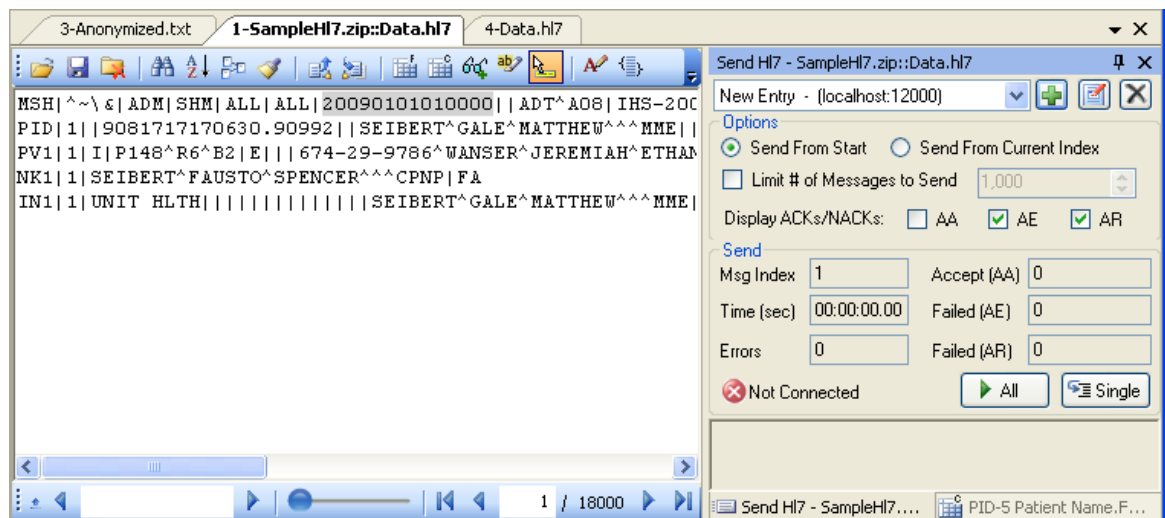 3-Anonymized.txt 1-SampleHl7.zip::Data.hl7 4-Data.hl7
MSH|^~\&|ADM|SHM|ALL|ALL|20090101010000||ADT^A08|IHS-200
PID|1||9081717170630.90992||SEIBERT^GALE^MATTHEW^^^MME||
PV1|1|I|P148^R6^B2|E|||674-29-9786^WANSER^JEREMIAH^ETHAN
NK1|1|SEIBERT^FAUSTO^SPENCER^^^CPNP|FA
IN1|1|UNIT HLTH||||||||||||||SEIBERT^GALE^MATTHEW^^^MME|
1 / 18000
Send Hl7 - SampleHl7.zip::Data.hl7
New Entry - (localhost:12000)
Options
Send From Start Send From Current Index
Limit # of Messages to Send 1,000
Display ACKs/NACKs: AA AE AR
Send
Msg Index 1 Accept (AA) 0
Time (sec) 00:00:00.00 Failed (AE) 0
Errors 0 Failed (AR) 0
Not Connected All Single
Send Hl7 - SampleHl7.... PID-5 Patient Name.F...